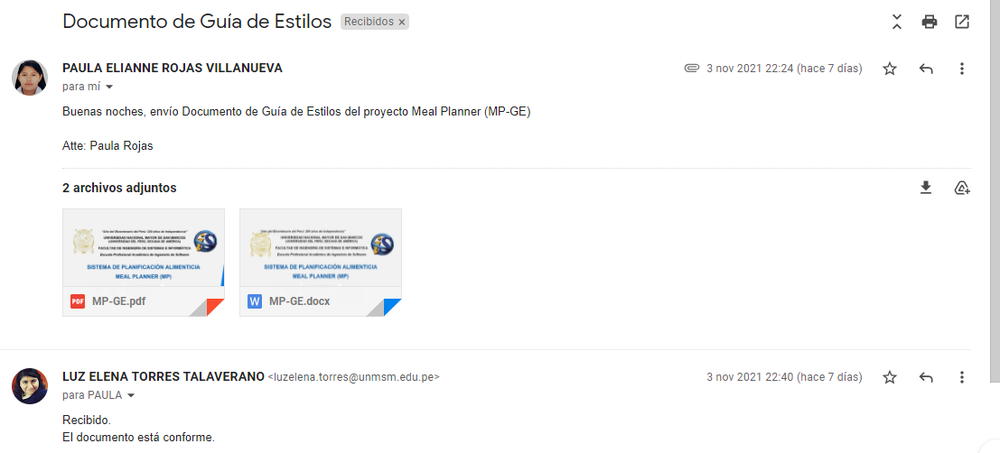 Documento de Guía de Estilos Recibidos ×
PAULA ELIANNE ROJAS VILLANUEVA 3 nov 2021 22:24 (hace 7 días)
para mí
Buenas noches, envío Documento de Guía de Estilos del proyecto Meal Planner (MP-GE)
Atte: Paula Rojas
2 archivos adjuntos
"Año del Bicentenario del Perú: 200 años de Independencia"
UNIVERSIDAD NACIONAL MAYOR DE SAN MARCOS
(UNIVERSIDAD DEL PERÚ, DECANA DE AMÉRICA)
FACULTAD DE INGENIERÍA DE SISTEMAS E INFORMÁTICA
Escuela Profesional Académica de Ingeniería de Software
SISTEMA DE PLANIFICACIÓN ALIMENTICIA
MEAL PLANNER (MP)
PDF MP-GE.pdf
"Año del Bicentenario del Perú: 200 años de Independencia"
UNIVERSIDAD NACIONAL MAYOR DE SAN MARCOS
(UNIVERSIDAD DEL PERÚ, DECANA DE AMÉRICA)
FACULTAD DE INGENIERÍA DE SISTEMAS E INFORMÁTICA
Escuela Profesional Académica de Ingeniería de Software
SISTEMA DE PLANIFICACIÓN ALIMENTICIA
MEAL PLANNER (MP)
W MP-GE.docx
LUZ ELENA TORRES TALAVERANO <luzelena.torres@unmsm.edu.pe> 3 nov 2021 22:40 (hace 7 días)
para PAULA
Recibido.
El documento está conforme.